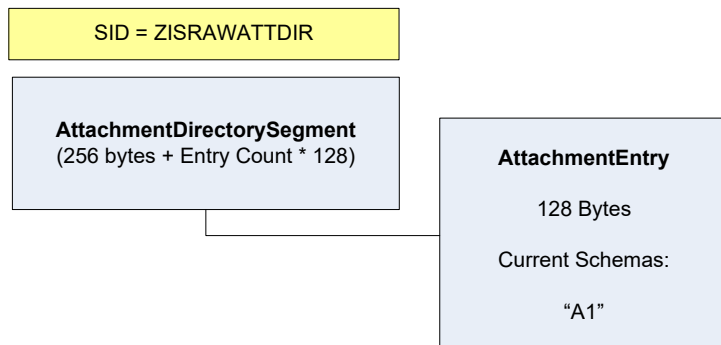 SID = ZISRAWATTDIR
AttachmentDirectorySegment
(256 bytes + Entry Count * 128)
AttachmentEntry
128 Bytes
Current Schemas:
“A1”